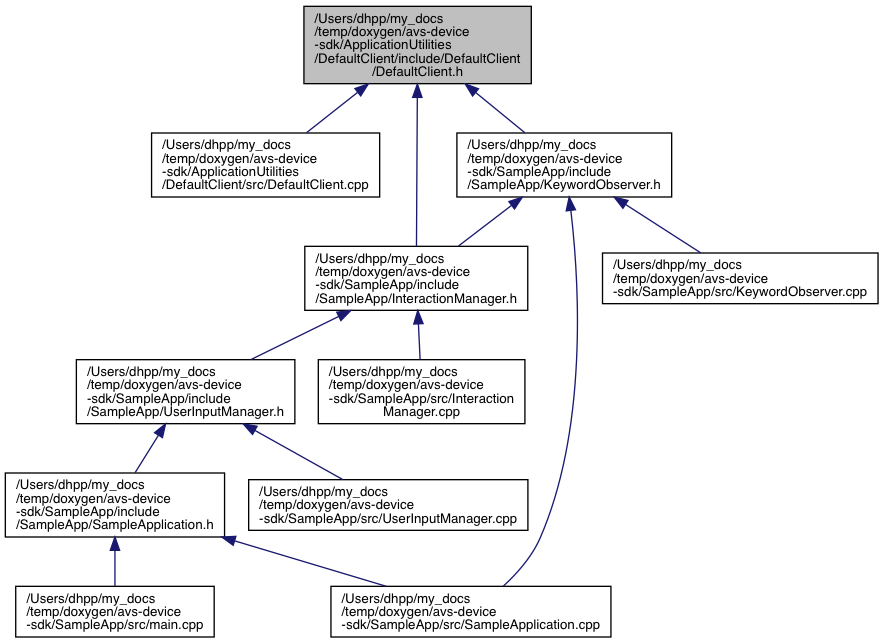 /Users/dhpp/my_docs
/temp/doxygen/avs-device
-sdk/ApplicationUtilities
/DefaultClient/include/DefaultClient
/DefaultClient.h
/Users/dhpp/my_docs
/temp/doxygen/avs-device
-sdk/ApplicationUtilities
/DefaultClient/src/DefaultClient.cpp
/Users/dhpp/my_docs
/temp/doxygen/avs-device
-sdk/SampleApp/include
/SampleApp/KeywordObserver.h
/Users/dhpp/my_docs
/temp/doxygen/avs-device
-sdk/SampleApp/include
/SampleApp/InteractionManager.h
/Users/dhpp/my_docs
/temp/doxygen/avs-device
-sdk/SampleApp/src/KeywordObserver.cpp
/Users/dhpp/my_docs
/temp/doxygen/avs-device
-sdk/SampleApp/include
/SampleApp/UserInputManager.h
/Users/dhpp/my_docs
/temp/doxygen/avs-device
-sdk/SampleApp/src/Interaction
Manager.cpp
/Users/dhpp/my_docs
/temp/doxygen/avs-device
-sdk/SampleApp/include
/SampleApp/SampleApplication.h
/Users/dhpp/my_docs
/temp/doxygen/avs-device
-sdk/SampleApp/src/UserInputManager.cpp
/Users/dhpp/my_docs
/temp/doxygen/avs-device
-sdk/SampleApp/src/main.cpp
/Users/dhpp/my_docs
/temp/doxygen/avs-device
-sdk/SampleApp/src/SampleApplication.cpp